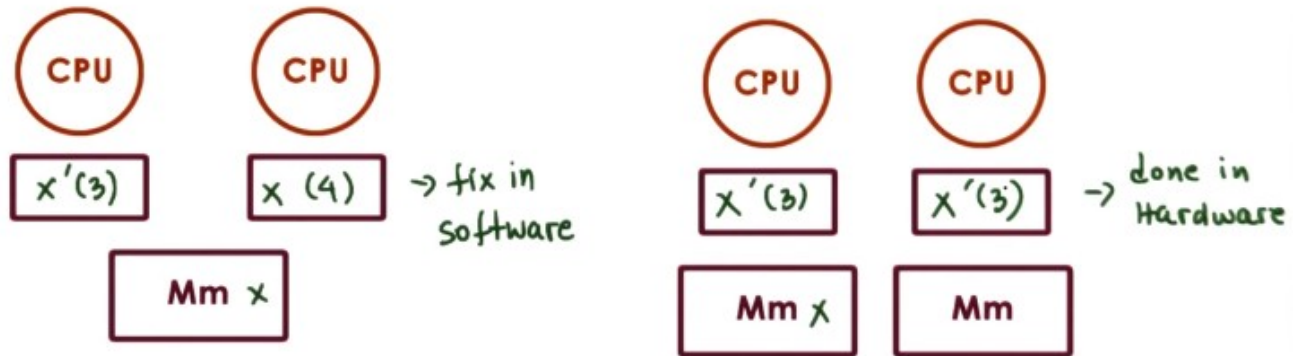 CPU
CPU
x'(3)
x (4)
→ fix in
software
Mm x
CPU
CPU
x'(3)
x'(3)
→ done in
Hardware
Mm x
Mm